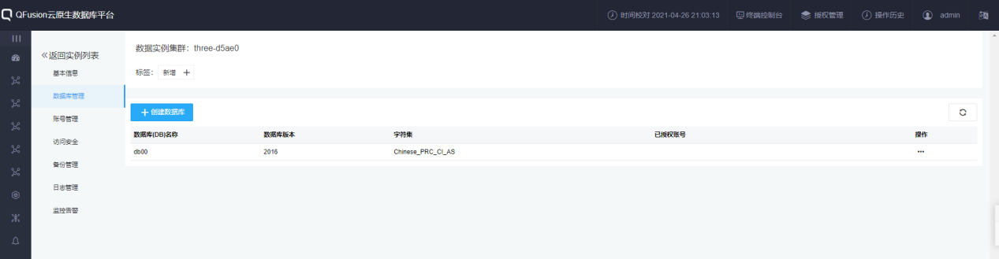 QFusion云原生数据库平台
时间校对 2021-04-26 21:03:13
终端控制台
授权管理
操作历史
admin
返回实例列表
基本信息
数据库管理
账号管理
访问安全
备份管理
日志管理
监控告警
数据实例集群：three-d5ae0
标签： 新增 +
+ 创建数据库
数据库(DB)名称 数据库版本 字符集 已授权账号 操作
db00 2016 Chinese_PRC_CI_AS ···